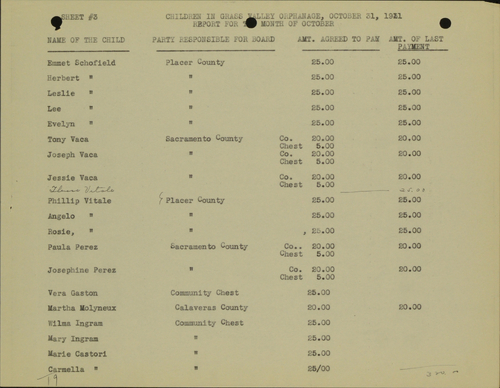 SHEET #3 CHILDREN IN GRASS VALLEY ORPHANAGE, OCTOBER 31, 1931
REPORT FOR THE MONTH OF OCTOBER
NAME OF THE CHILD PARTY RESPONSIBLE FOR BOARD AMT. AGREED TO PAY AMT. OF LAST
PAYMENT
Emmet Schofield Placer County 25.00 25.00
Herbert " " 25.00 25.00
Leslie " " 25.00 25.00
Lee " " 25.00 25.00
Evelyn " " 25.00 25.00
Tony Vaca Sacramento County Co. 20.00 20.00
Chest 5.00
Joseph Vaca " Co. 20.00 20.00
Chest 5.00
Jessie Vaca " Co. 20.00 20.00
Chest 5.00
Vitale 25.00
Phillip Vitale Placer County 25.00 25.00
Angelo " " 25.00 25.00
Rosie, " " 25.00 25.00
Paula Perez Sacramento County Co.. 20.00 20.00
Chest 5.00
Josephine Perez " Co. 20.00 20.00
Chest 5.00
Vera Gaxton Community Chest 25.00
Martha Molyneux Calaveras County 20.00 20.00
Wilma Ingram Community Chest 25.00
Mary Ingram " 25.00
Marie Castori " 25.00
Carmella " " 25/00
19